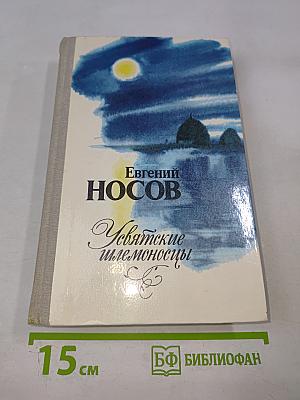 Евгений
НОСОВ
Усвятские
шлемоносцы
15 см
БФ БИБЛИОФАН